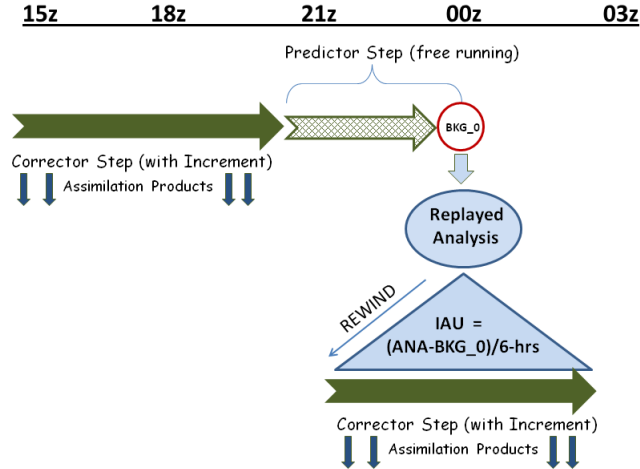 15z 18z 21z 00z 03z
Predictor Step (free running)
BKG_0
Corrector Step (with Increment)
Assimilation Products
Replayed
Analysis
REWIND
IAU =
(ANA-BKG_0)/6-hrs
Corrector Step (with Increment)
Assimilation Products